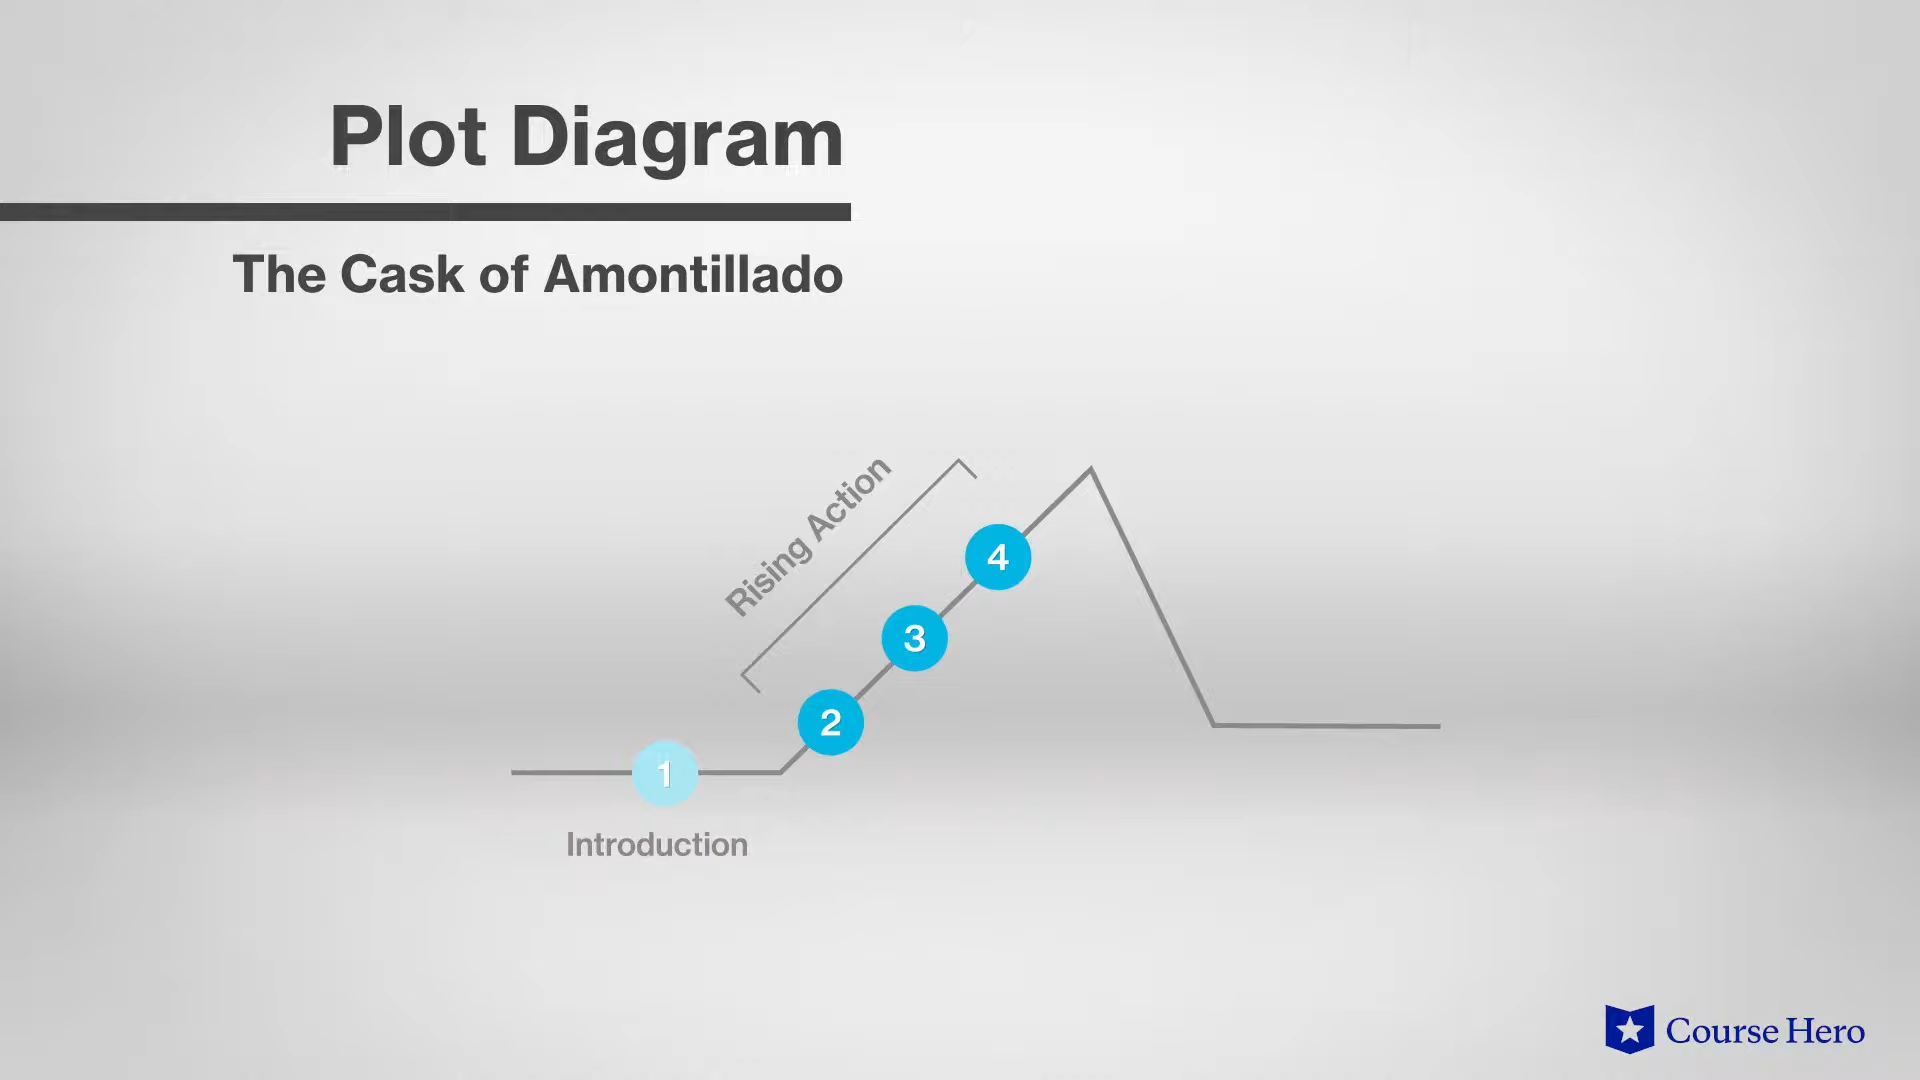 Plot Diagram
The Cask of Amontillado
Rising Action
4
3
2
1
Introduction
Course Hero